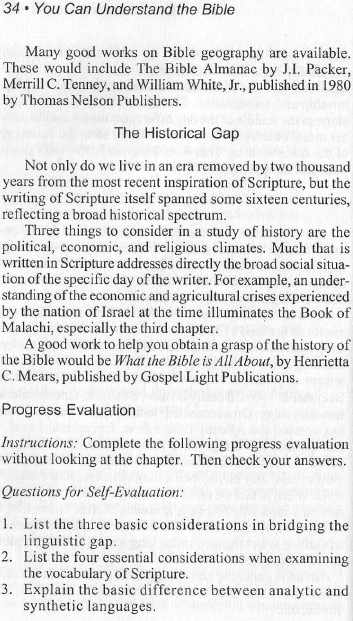 34 • You Can Understand the Bible
Many good works on Bible geography are available.
These would include The Bible Almanac by J.I. Packer,
Merrill C. Tenney, and William White, Jr., published in 1980
by Thomas Nelson Publishers.
The Historical Gap
Not only do we live in an era removed by two thousand
years from the most recent inspiration of Scripture, but the
writing of Scripture itself spanned some sixteen centuries,
reflecting a broad historical spectrum.
Three things to consider in a study of history are the
political, economic, and religious climates. Much that is
written in Scripture addresses directly the broad social situa-
tion of the specific day of the writer. For example, an under-
standing of the economic and agricultural crises experienced
by the nation of Israel at the time illuminates the Book of
Malachi, especially the third chapter.
A good work to help you obtain a grasp of the history of
the Bible would be What the Bible is All About, by Henrietta
C. Mears, published by Gospel Light Publications.
Progress Evaluation
Instructions: Complete the following progress evaluation
without looking at the chapter. Then check your answers.
Questions for Self-Evaluation:
1. List the three basic considerations in bridging the
linguistic gap.
2. List the four essential considerations when examining
the vocabulary of Scripture.
3. Explain the basic difference between analytic and
synthetic languages.